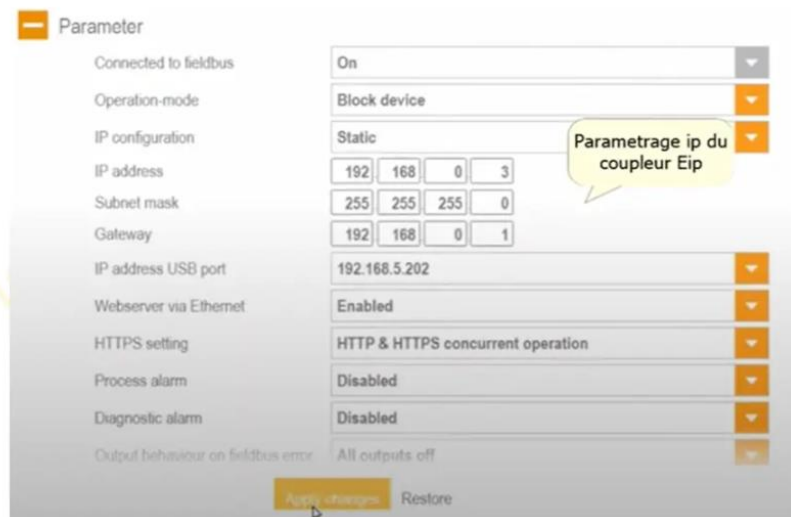 Parameter
Connected to fieldbus On
Operation-mode Block device
IP configuration Static
Parametrage ip du
coupleur Eip
IP address 192 168 0 3
Subnet mask 255 255 255 0
Gateway 192 168 0 1
IP address USB port 192.168.5.202
Webserver via Ethernet Enabled
HTTPS setting HTTP & HTTPS concurrent operation
Process alarm Disabled
Diagnostic alarm Disabled
Output behaviour on fieldbus error All outputs off
Apply changes Restore